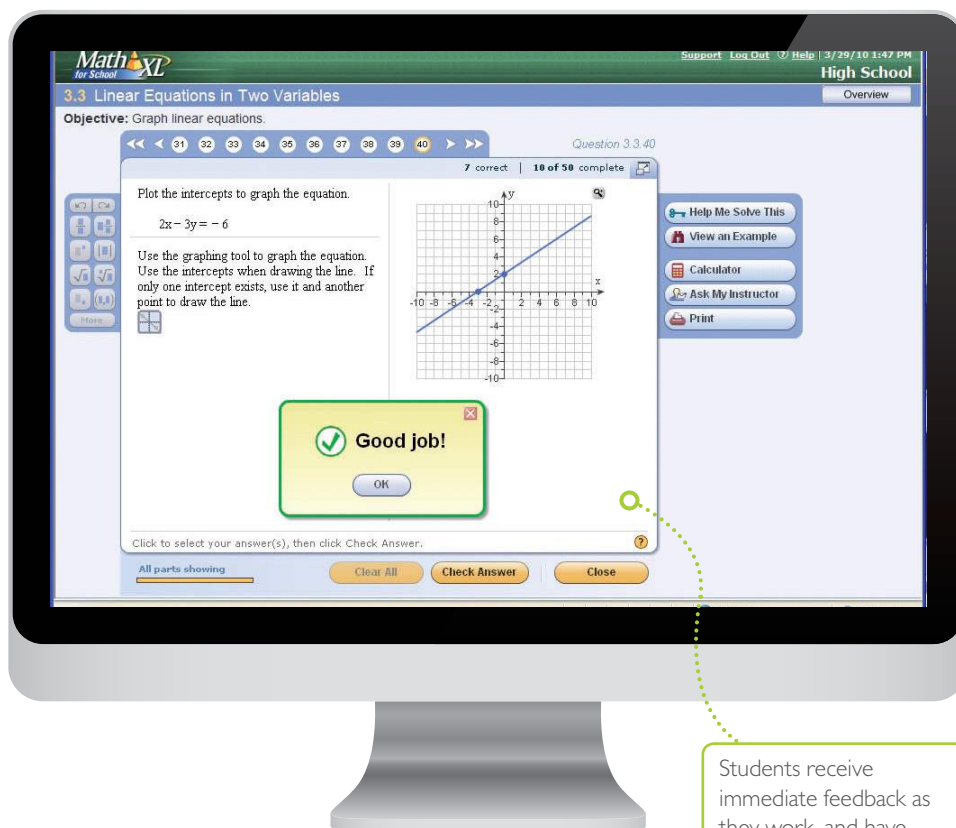 Math XL
for School
Support Log Out ? Help | 3/29/10 1:47 PM
High School
3.3 Linear Equations in Two Variables
Overview
Objective: Graph linear equations.
<< < 31 32 33 34 35 36 37 38 39 40 > >>
Question 3.3.40
7 correct | 10 of 50 complete
Plot the intercepts to graph the equation.
2x − 3y = − 6
Use the graphing tool to graph the equation.
Use the intercepts when drawing the line. If
only one intercept exists, use it and another
point to draw the line.
y
10
8
6
4
2
x
-10 -8 -6 -4 -2 2 4 6 8 10
-4
-6
-8
-10
More
Help Me Solve This
View an Example
Calculator
Ask My Instructor
Print
Good job!
OK
Click to select your answer(s), then click Check Answer.
?
All parts showing
Clear All
Check Answer
Close
Students receive
immediate feedback as
they work, and have